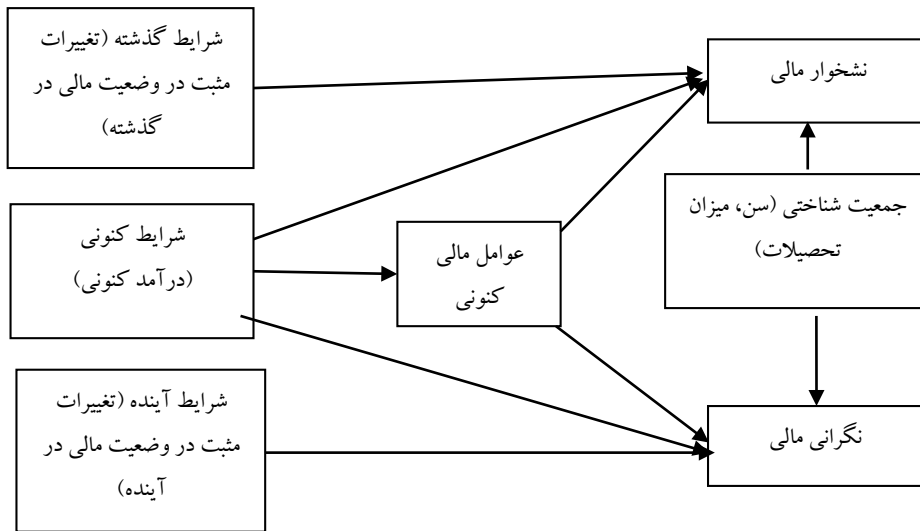 شرایط گذشته (تغییرات
مثبت در وضعیت مالی در
گذشته)
نشخوار مالی
جمعیت شناختی (سن، میزان
تحصیلات)
شرایط کنونی
(درآمد کنونی)
عوامل مالی
کنونی
شرایط آینده (تغییرات
مثبت در وضعیت مالی در
آینده)
نگرانی مالی